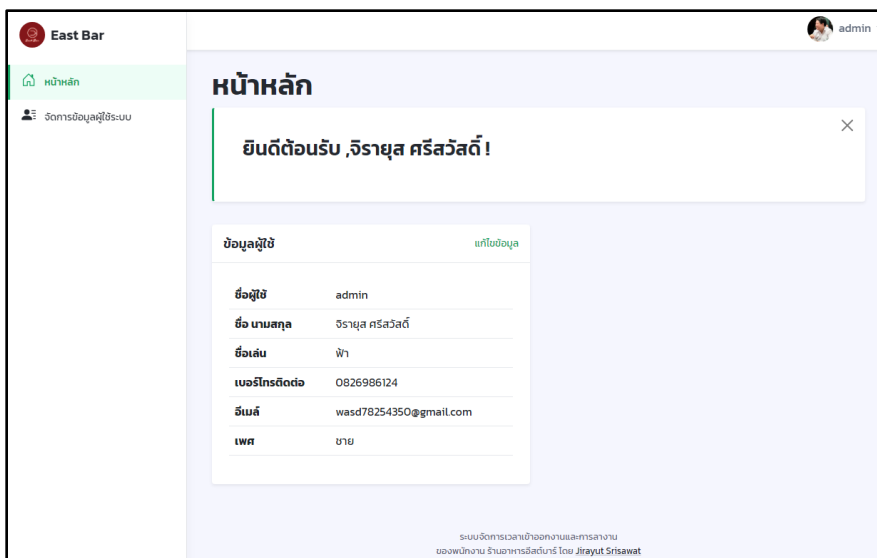 East Bar
admin
หน้าหลัก
จัดการข้อมูลผู้ใช้ระบบ
หน้าหลัก
ยินดีต้อนรับ ,จิรายุส ศรีสวัสดิ์ !
ข้อมูลผู้ใช้ แก้ไขข้อมูล
ชื่อผู้ใช้ admin
ชื่อ นามสกุล จิรายุส ศรีสวัสดิ์
ชื่อเล่น ฟ้า
เบอร์โทรติดต่อ 0826986124
อีเมล์ wasd78254350@gmail.com
เพศ ชาย
ระบบจัดการเวลาเข้าออกงานและการลางาน
ของพนักงาน ร้านอาหารอีสต์บาร์ โดย Jirayut Srisawat